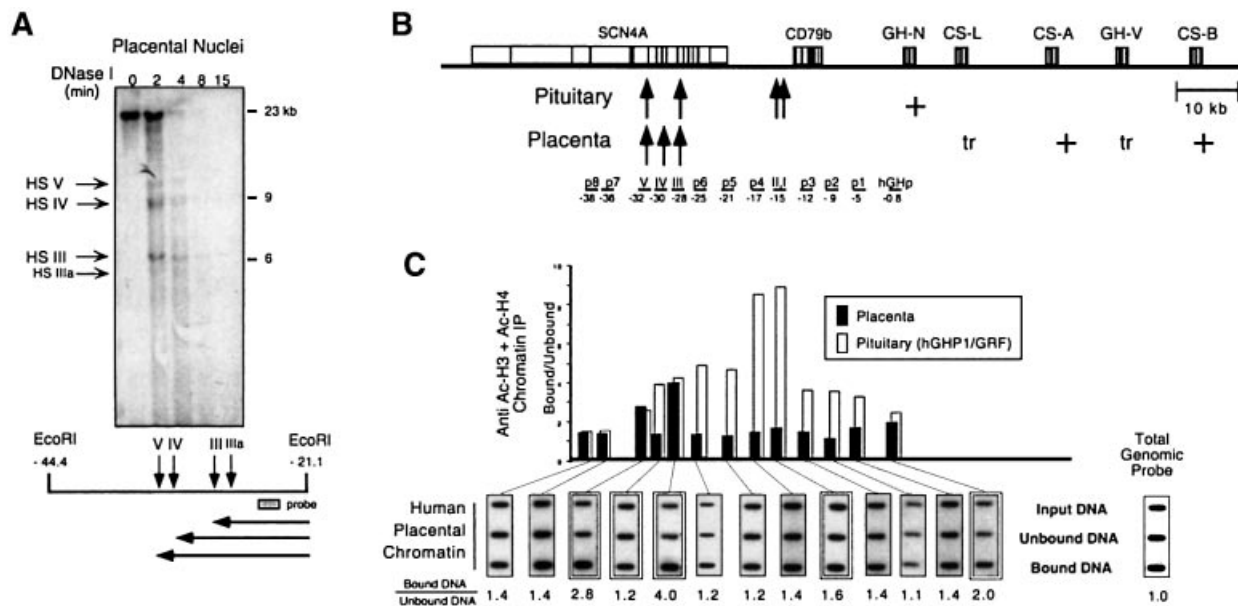 A
Placental Nuclei
DNase I
(min)
0 2 4 8 15
23 kb
HS V
HS IV
9
HS III
6
HS IIIa
EcoRI
- 44.4
V IV III IIIa
EcoRI
- 21.1
probe
B
SCN4A CD79b GH-N CS-L CS-A GH-V CS-B
10 kb
Pituitary +
Placenta tr + tr +
p8 p7 V IV III p6 p5 p4 II,I p3 p2 p1 hGHp
-38 -36 -32 -30 -28 -25 -21 -17 -15 -12 - 9 -5 -0 8
C
Anti Ac-H3 + Ac-H4
Chromatin IP
Bound/Unbound
Placenta
Pituitary (hGHP1/GRF)
Total
Genomic
Probe
Human
Placental
Chromatin
Input DNA
Unbound DNA
Bound DNA
Bound DNA
Unbound DNA
1.4 1.4 2.8 1.2 4.0 1.2 1.2 1.4 1.6 1.4 1.1 1.4 2.0 1.0